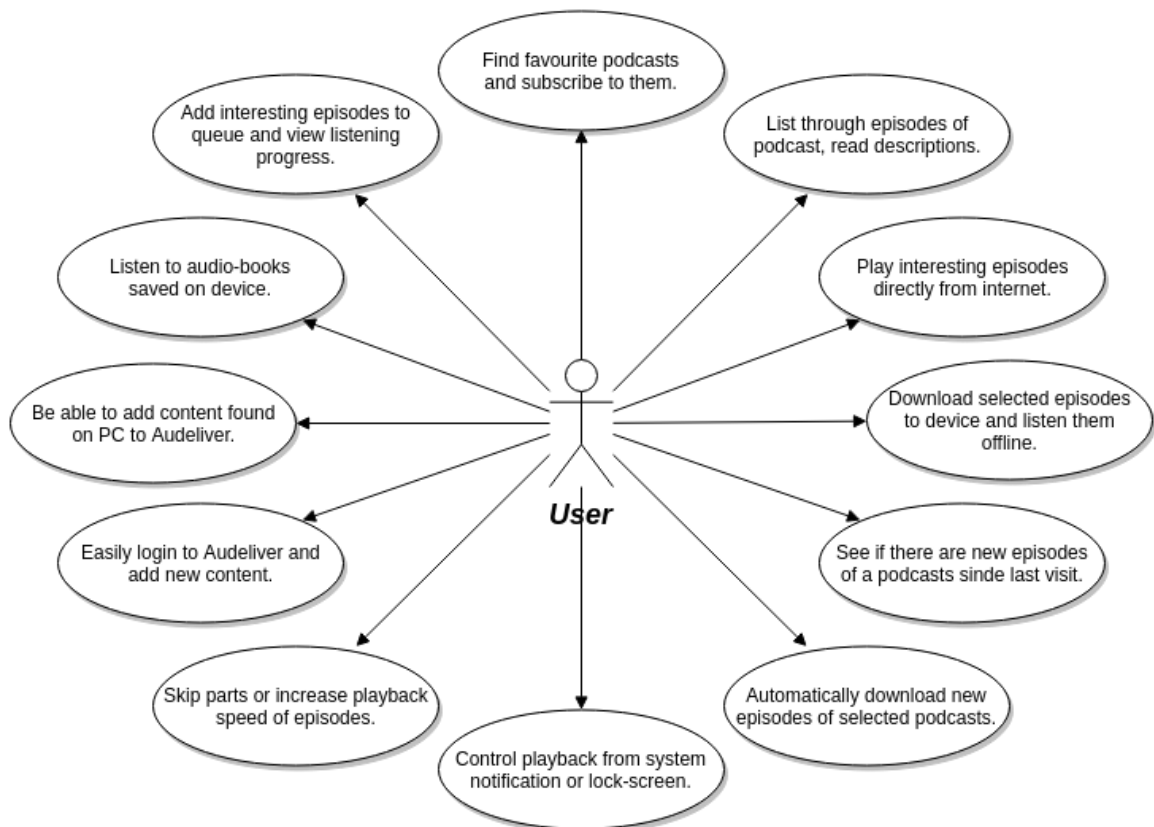 Find favourite podcasts
and subscribe to them.
Add interesting episodes to
queue and view listening
progress.
List through episodes of
podcast, read descriptions.
Listen to audio-books
saved on device.
Play interesting episodes
directly from internet.
Be able to add content found
on PC to Audeliver.
Download selected episodes
to device and listen them
offline.
User
Easily login to Audeliver and
add new content.
See if there are new episodes
of a podcasts sinde last visit.
Skip parts or increase playback
speed of episodes.
Automatically download new
episodes of selected podcasts.
Control playback from system
notification or lock-screen.